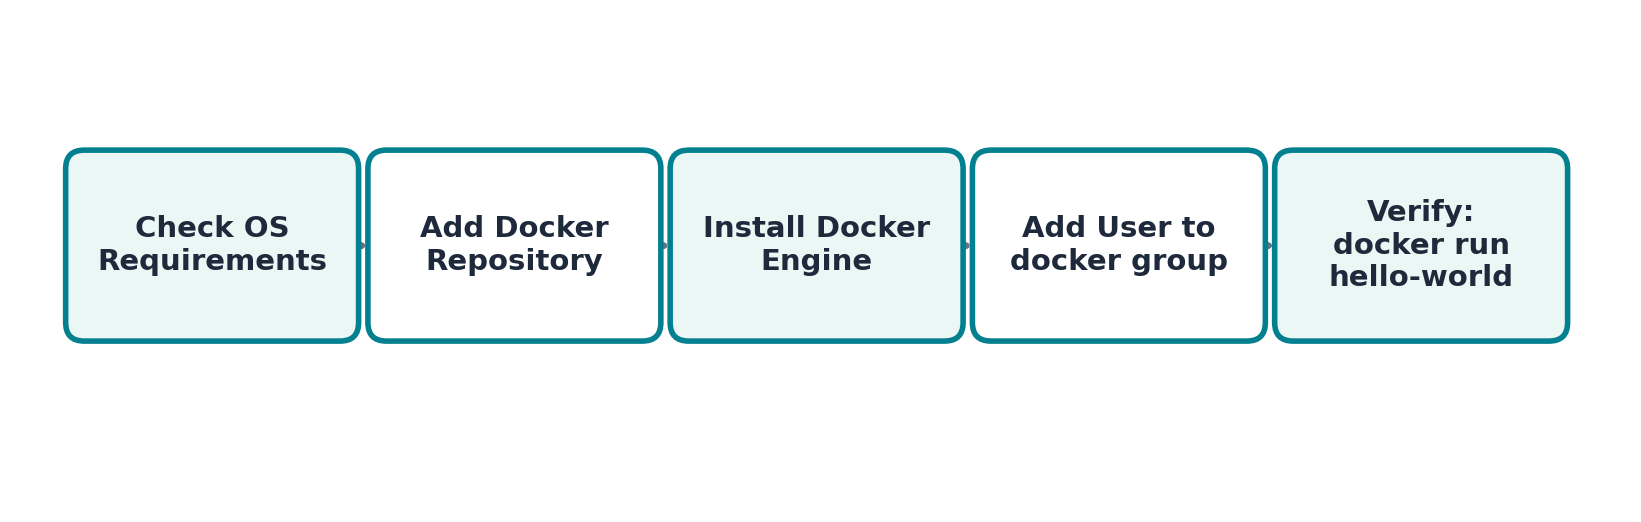 Check OS
Requirements
Add Docker
Repository
Install Docker
Engine
Add User to
docker group
Verify:
docker run
hello-world